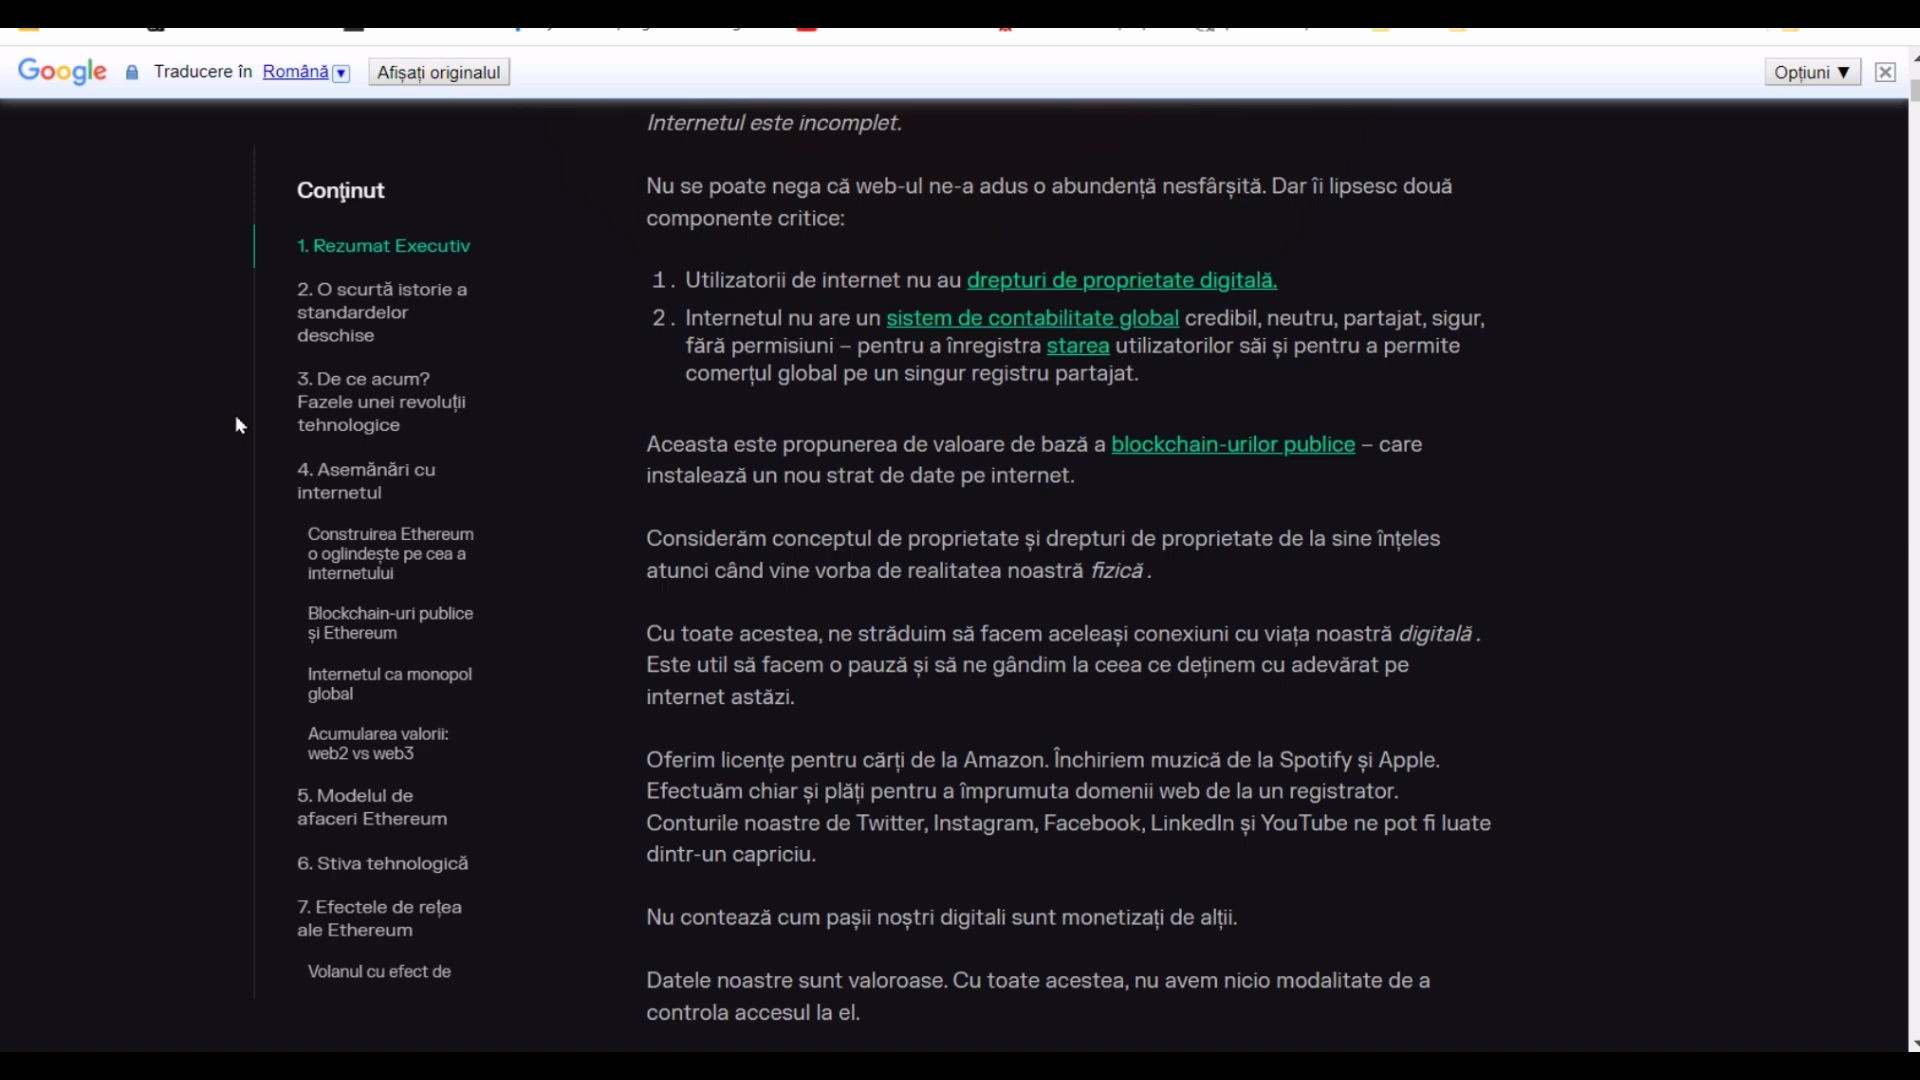 Google Traducere în Română Afișați originalul Opțiuni ▼
Conţinut
1. Rezumat Executiv
2. O scurtă istorie a
standardelor
deschise
3. De ce acum?
Fazele unei revoluții
tehnologice
4. Asemănări cu
internetul
Construirea Ethereum
o oglindește pe cea a
internetului
Blockchain-uri publice
și Ethereum
Internetul ca monopol
global
Acumularea valorii:
web2 vs web3
5. Modelul de
afaceri Ethereum
6. Stiva tehnologică
7. Efectele de rețea
ale Ethereum
Volanul cu efect de
Internetul este incomplet.
Nu se poate nega că web-ul ne-a adus o abundență nesfârșită. Dar îi lipsesc două
componente critice:
1. Utilizatorii de internet nu au drepturi de proprietate digitală.
2. Internetul nu are un sistem de contabilitate global credibil, neutru, partajat, sigur,
fără permisiuni – pentru a înregistra starea utilizatorilor săi și pentru a permite
comerțul global pe un singur registru partajat.
Aceasta este propunerea de valoare de bază a blockchain-urilor publice – care
instalează un nou strat de date pe internet.
Considerăm conceptul de proprietate și drepturi de proprietate de la sine înțeles
atunci când vine vorba de realitatea noastră fizică .
Cu toate acestea, ne străduim să facem aceleași conexiuni cu viața noastră digitală .
Este util să facem o pauză și să ne gândim la ceea ce deținem cu adevărat pe
internet astăzi.
Oferim licențe pentru cărți de la Amazon. Închiriem muzică de la Spotify și Apple.
Efectuăm chiar și plăți pentru a împrumuta domenii web de la un registrator.
Conturile noastre de Twitter, Instagram, Facebook, LinkedIn și YouTube ne pot fi luate
dintr-un capriciu.
Nu contează cum pașii noștri digitali sunt monetizați de alții.
Datele noastre sunt valoroase. Cu toate acestea, nu avem nicio modalitate de a
controla accesul la el.